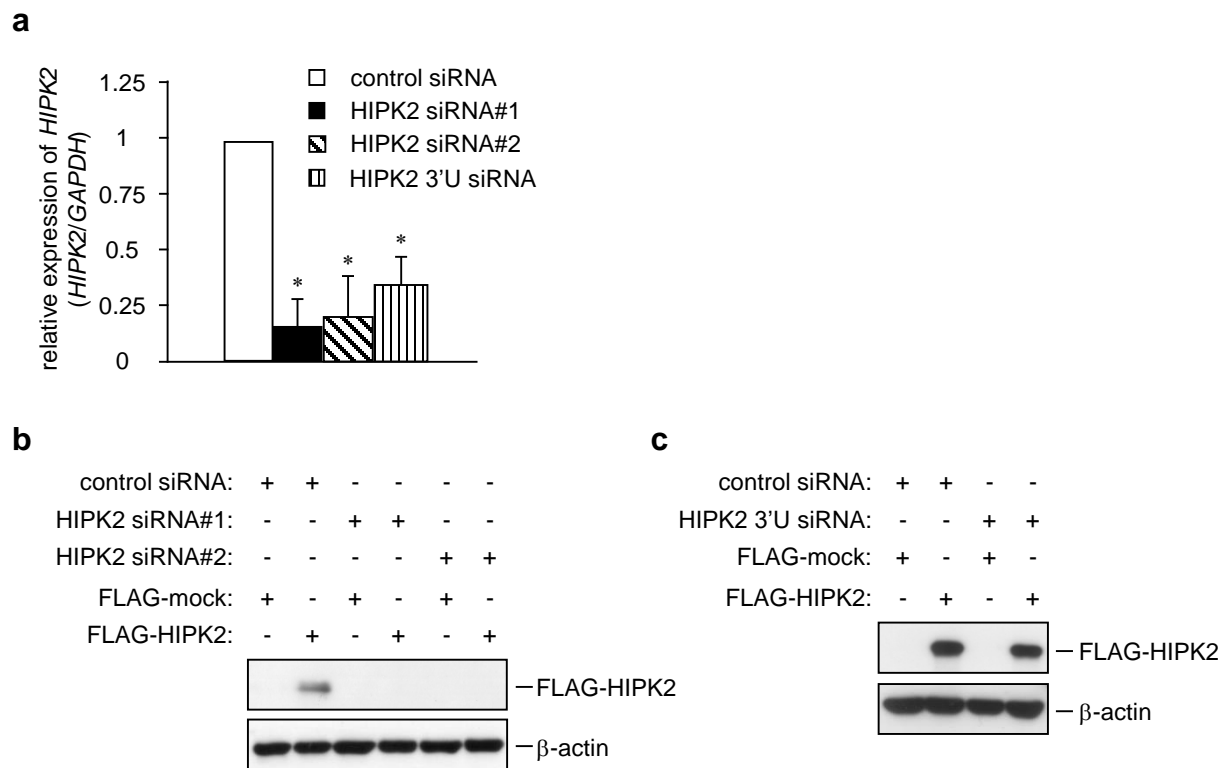 a
relative expression of HIPK2
(HIPK2/GAPDH)
1.25
1
0.75
0.5
0.25
0
control siRNA
HIPK2 siRNA#1
HIPK2 siRNA#2
HIPK2 3'U siRNA
* * *
b
control siRNA: + + - - - -
HIPK2 siRNA#1: - - + + - -
HIPK2 siRNA#2: - - - - + +
FLAG-mock: + - + - + -
FLAG-HIPK2: - + - + - +
FLAG-HIPK2
β-actin
c
control siRNA: + + - -
HIPK2 3'U siRNA: - - + +
FLAG-mock: + - + -
FLAG-HIPK2: - + - +
FLAG-HIPK2
β-actin